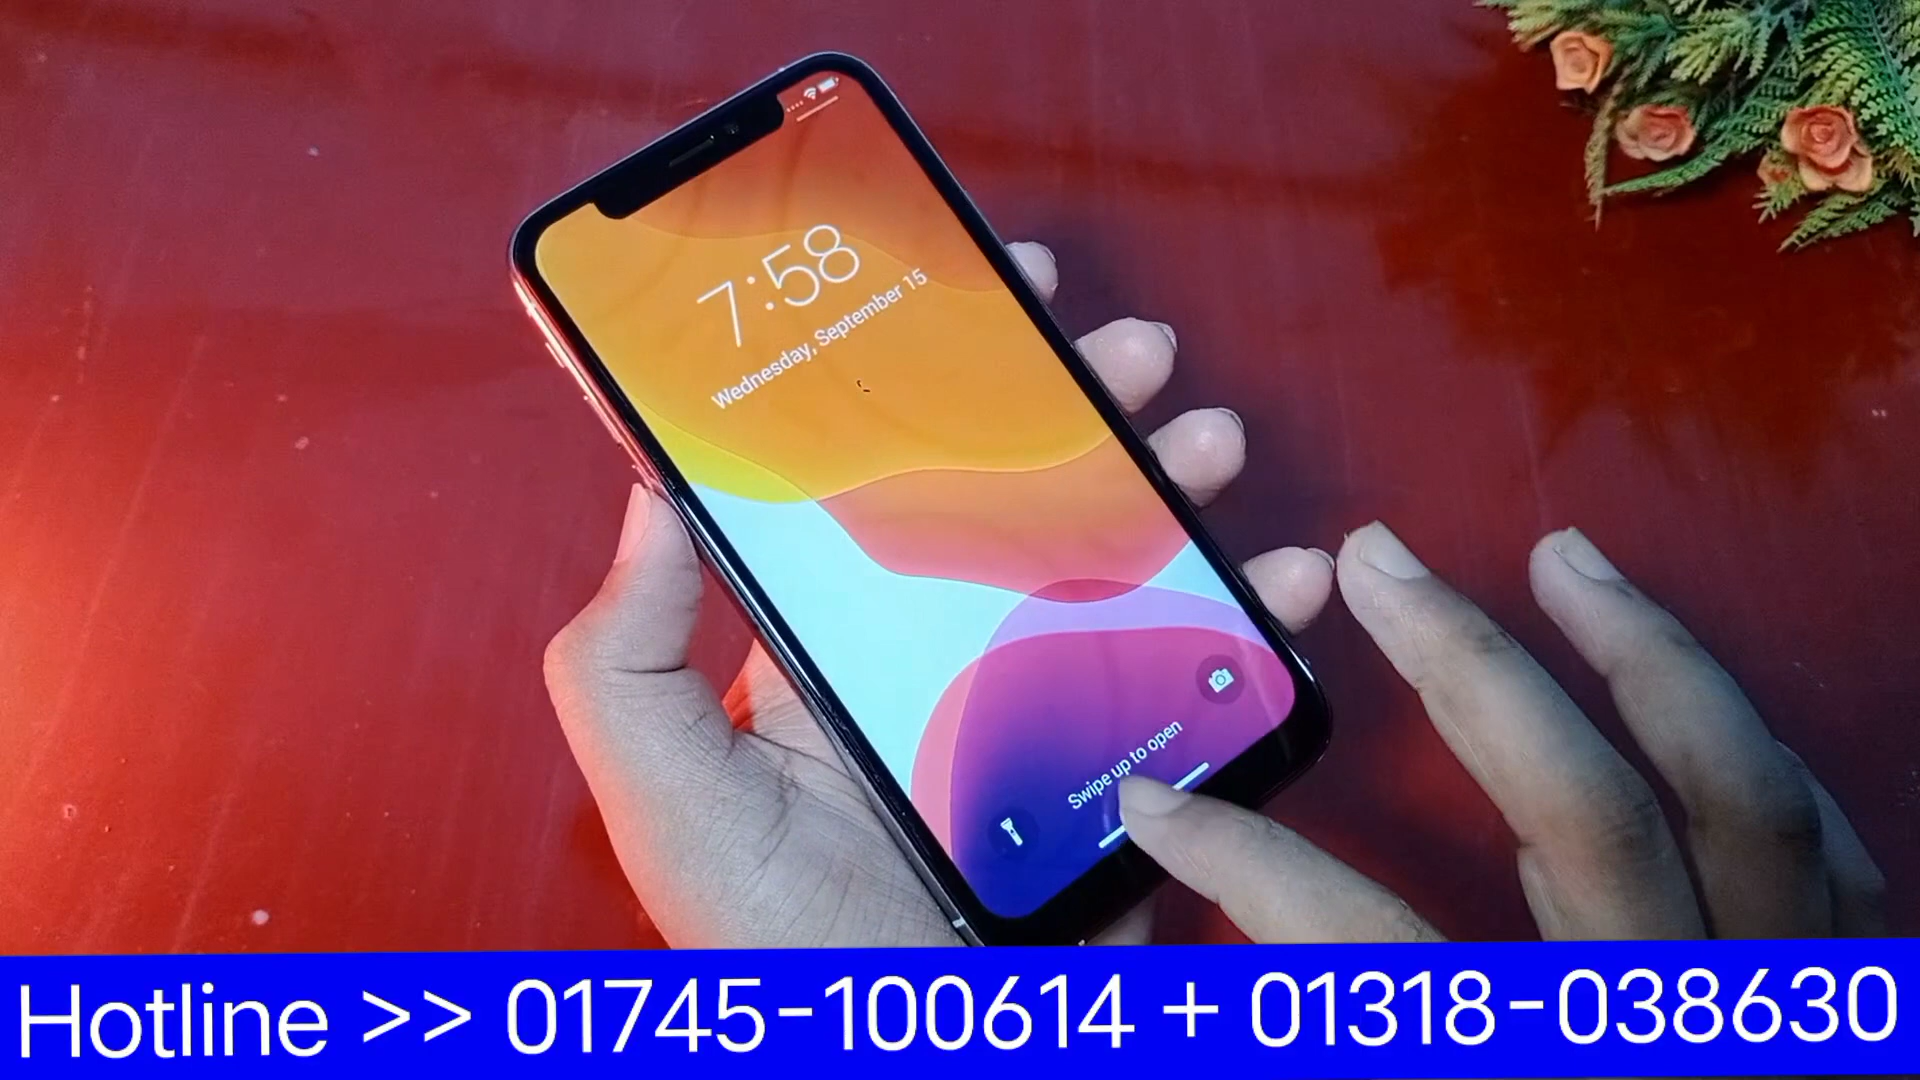 7:58
Wednesday, September 15
Swipe up to open
Hotline >> 01745-100614 + 01318-038630